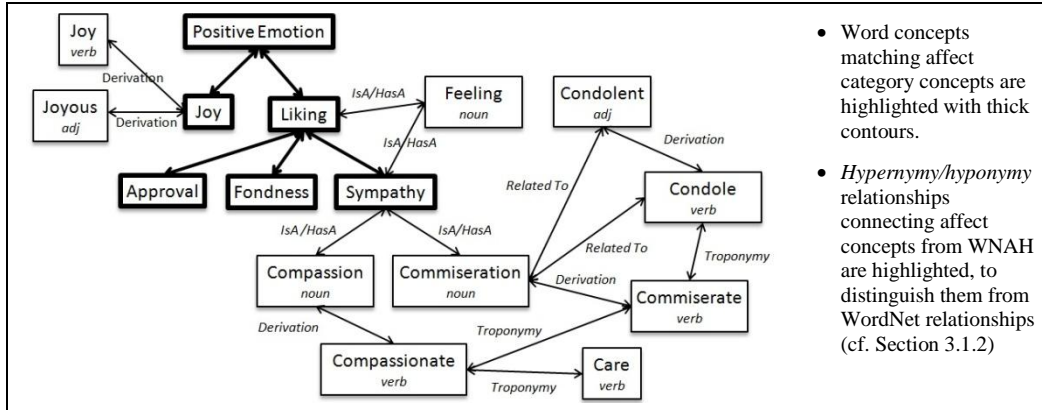 Joy
verb
Positive Emotion
Derivation
Joyous
adj
Derivation
Joy
Liking
IsA/HasA
Feeling
noun
IsA/HasA
Condolent
adj
Derivation
Approval
Fondness
Sympathy
Related To
Condole
verb
IsA/HasA
IsA/HasA
Related To
Troponymy
Compassion
noun
Commiseration
noun
Derivation
Commiserate
verb
Derivation
Troponymy
Compassionate
verb
Troponymy
Care
verb
• Word concepts
matching affect
category concepts are
highlighted with thick
contours.
• Hypernymy/hyponymy
relationships
connecting affect
concepts from WNAH
are highlighted, to
distinguish them from
WordNet relationships
(cf. Section 3.1.2)